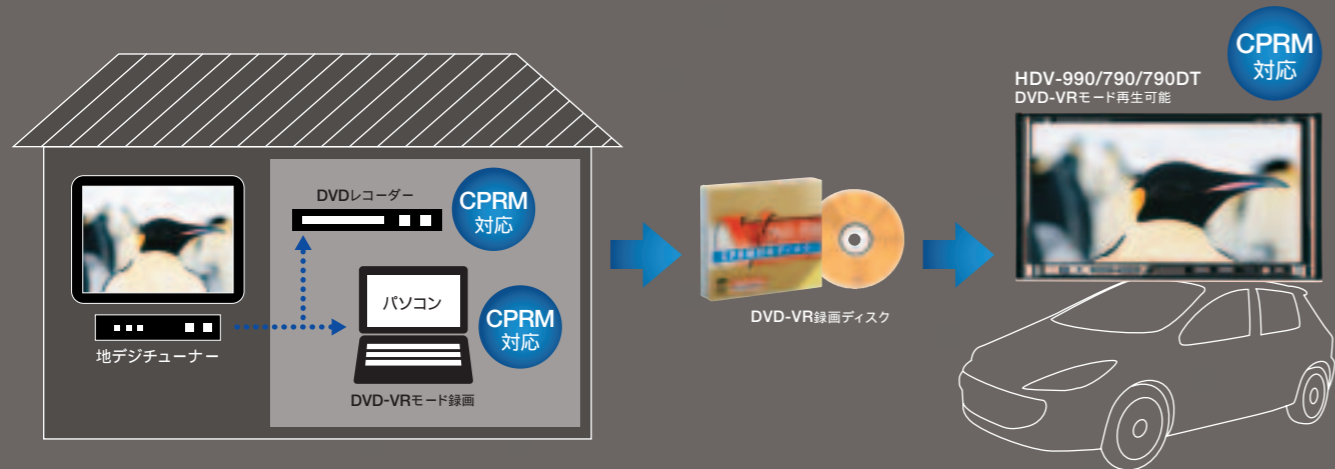 CPRM
対応
HDV-990/790/790DT
DVD-VRモード再生可能
DVDレコーダー
CPRM
対応
パソコン
CPRM
対応
地デジチューナー
DVD-VRモード録画
DVD-VR録画ディスク